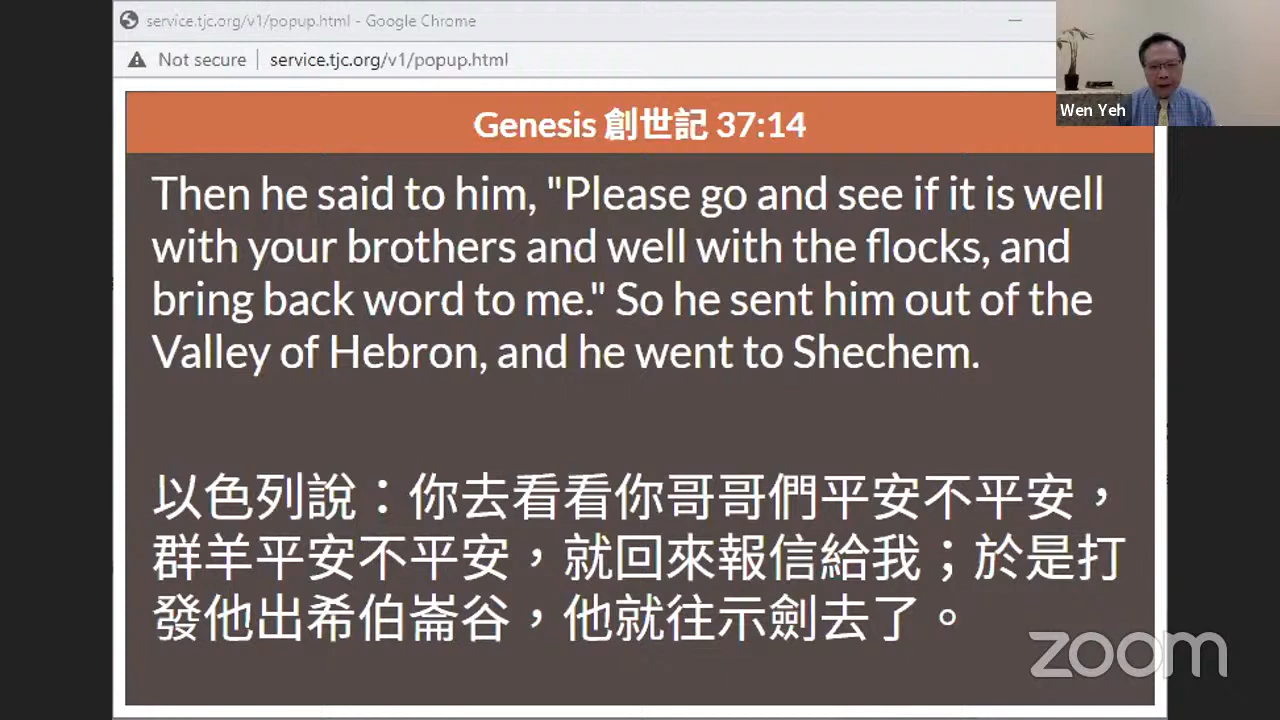 service.tjc.org/v1/popup.html - Google Chrome
Not secure service.tjc.org/v1/popup.html
Wen Yeh
Genesis 創世記 37:14
Then he said to him, "Please go and see if it is well
with your brothers and well with the flocks, and
bring back word to me." So he sent him out of the
Valley of Hebron, and he went to Shechem.
以色列說：你去看看你哥哥們平安不平安，
群羊平安不平安，就回來報信給我；於是打
發他出希伯崙谷，他就往示劍去了。
zoom